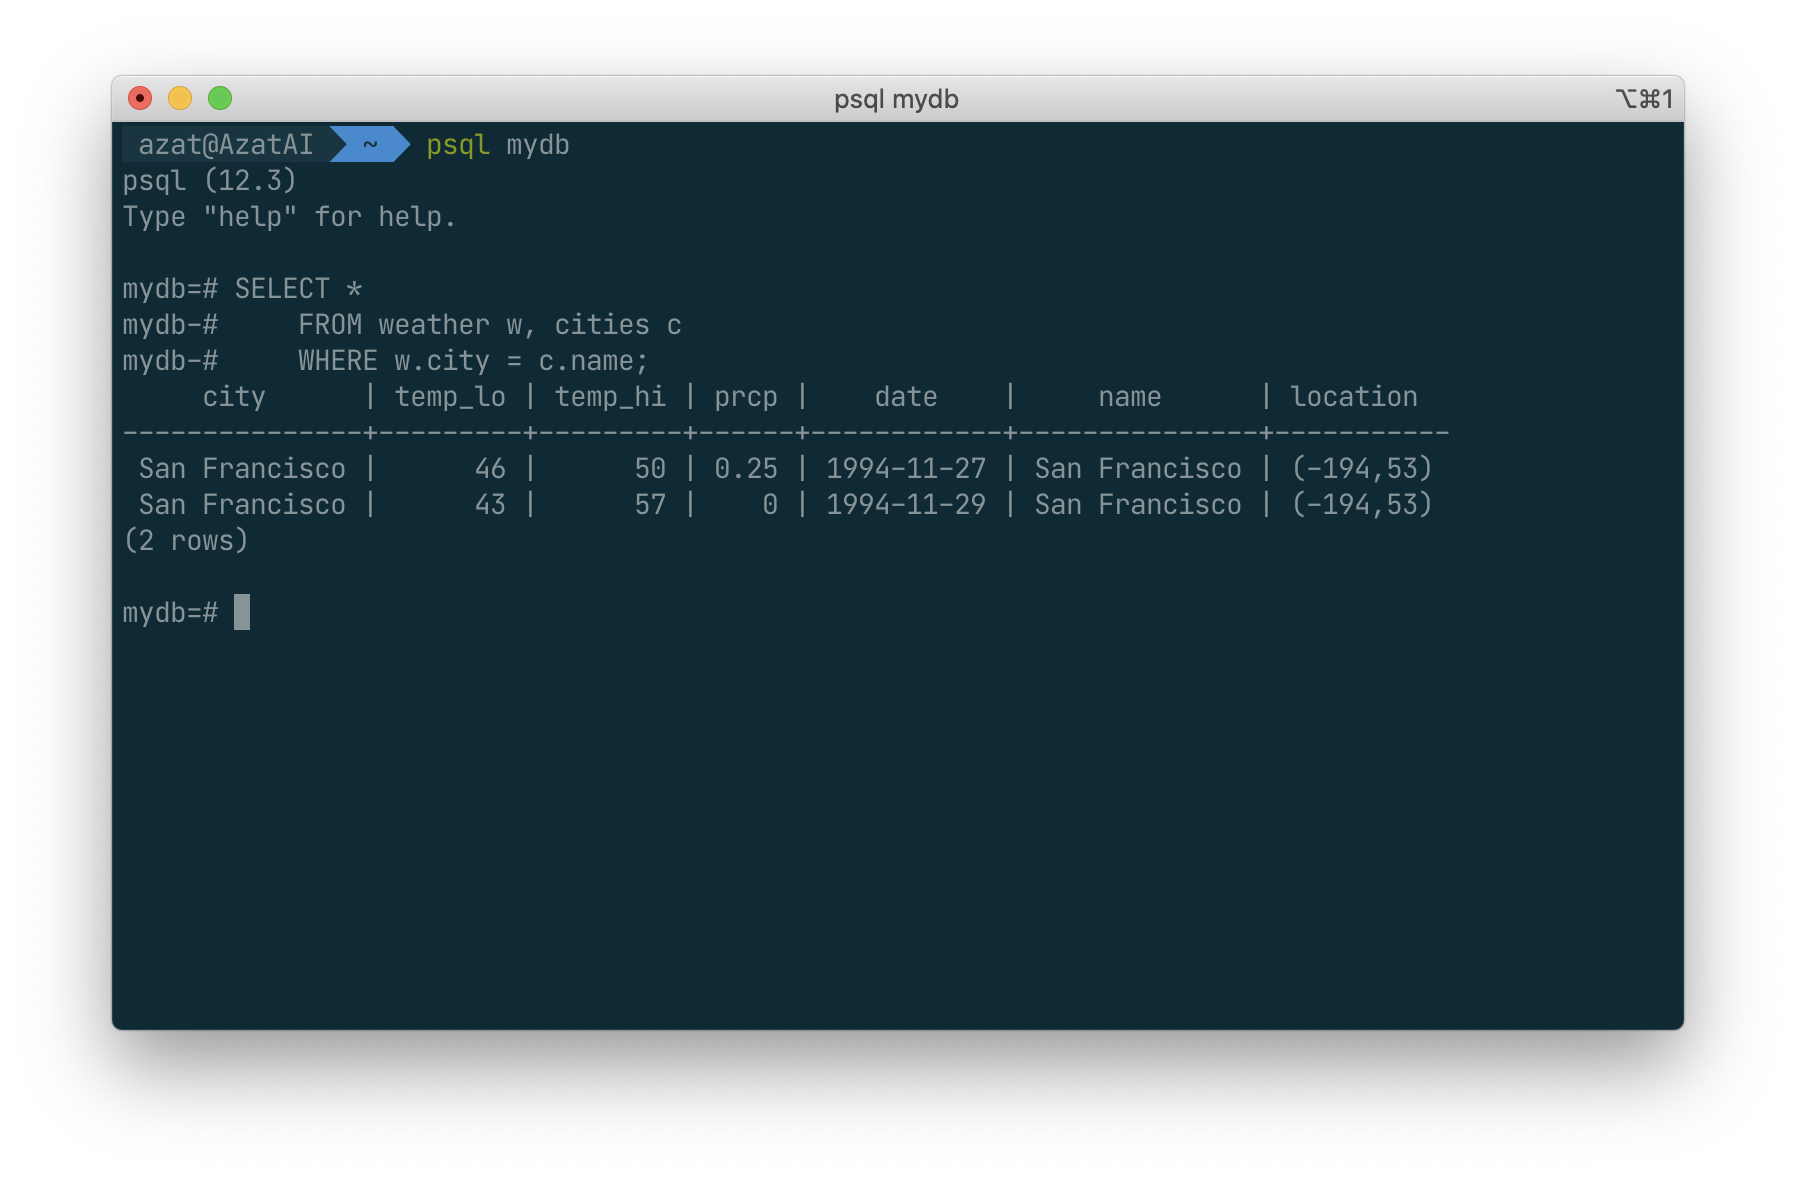 psql mydb ⌥⌘1
azat@AzatAI ~ psql mydb
psql (12.3)
Type "help" for help.
mydb=# SELECT *
mydb-#     FROM weather w, cities c
mydb-#     WHERE w.city = c.name;
     city      | temp_lo | temp_hi | prcp |    date    |     name      | location
---------------+---------+---------+------+------------+---------------+-----------
 San Francisco |      46 |      50 | 0.25 | 1994-11-27 | San Francisco | (-194,53)
 San Francisco |      43 |      57 |    0 | 1994-11-29 | San Francisco | (-194,53)
(2 rows)
mydb=#